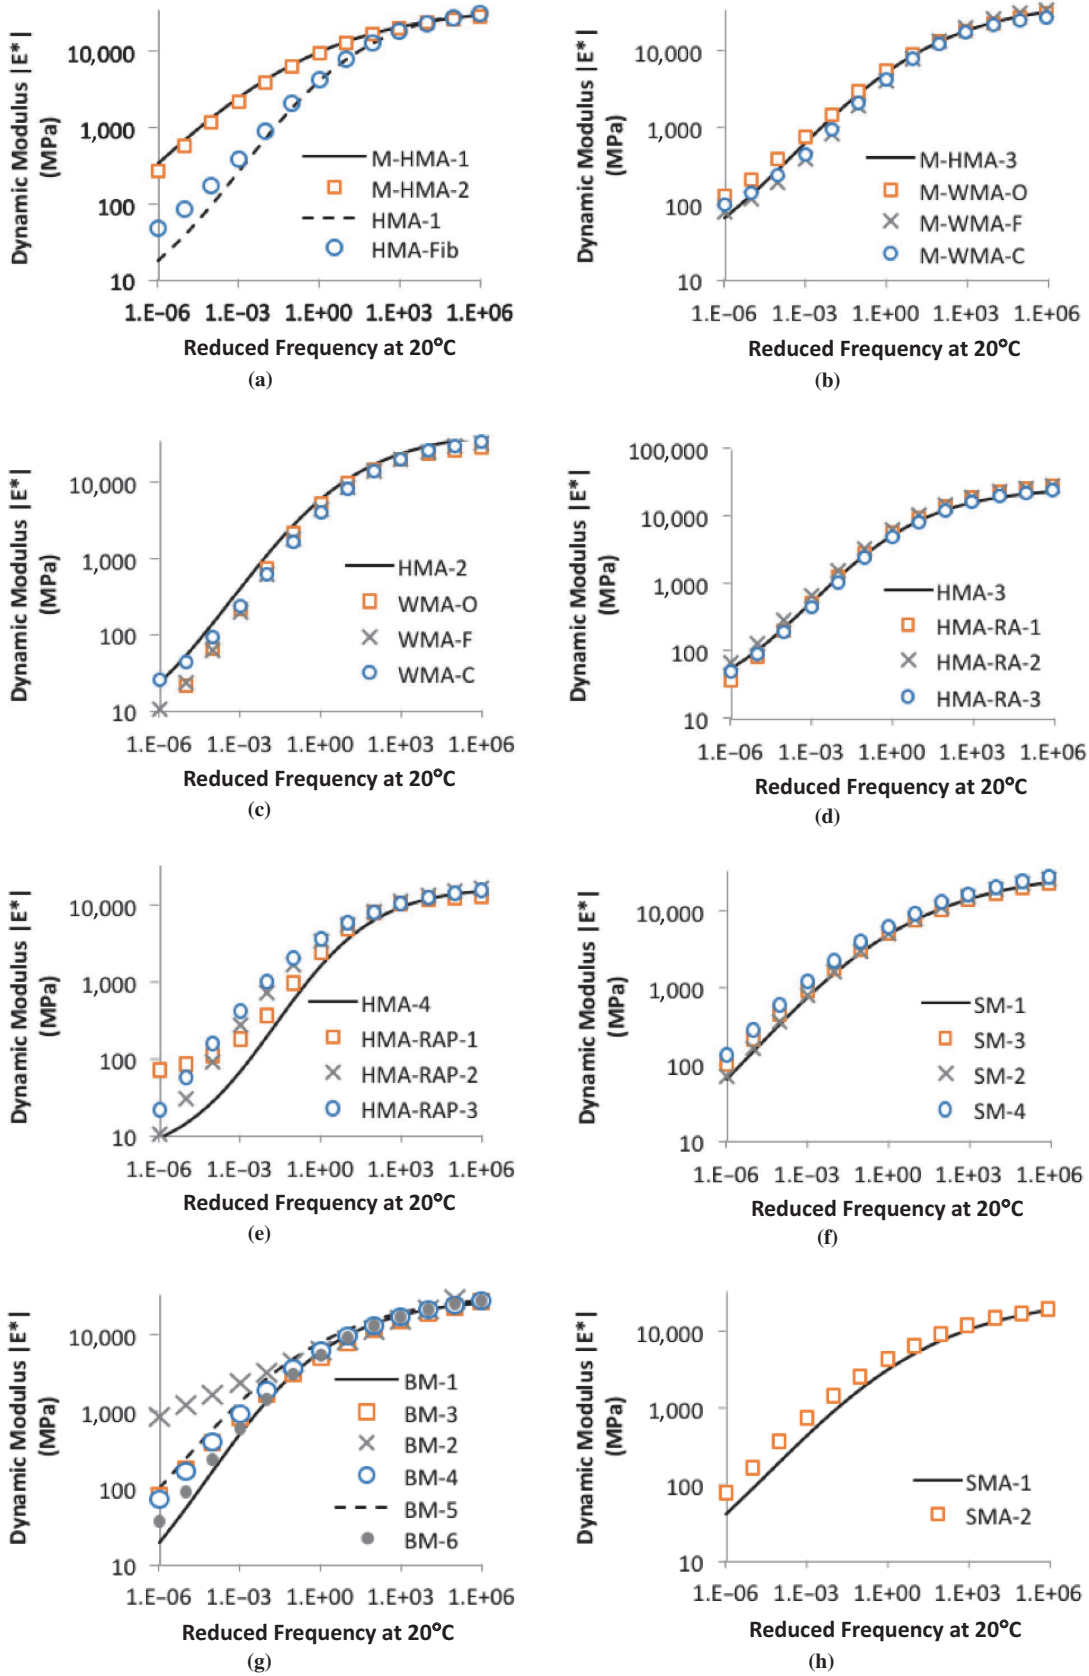 Dynamic Modulus |E*|
(MPa)
10,000
1,000
100
10
1.E−06 1.E−03 1.E+00 1.E+03 1.E+06
M-HMA-1
M-HMA-2
HMA-1
HMA-Fib
Reduced Frequency at 20°C
(a)
Dynamic Modulus |E*|
(MPa)
10,000
1,000
100
10
1.E−06 1.E−03 1.E+00 1.E+03 1.E+06
M-HMA-3
M-WMA-O
M-WMA-F
M-WMA-C
Reduced Frequency at 20°C
(b)
Dynamic Modulus |E*|
(MPa)
10,000
1,000
100
10
1.E−06 1.E−03 1.E+00 1.E+03 1.E+06
HMA-2
WMA-O
WMA-F
WMA-C
Reduced Frequency at 20°C
(c)
Dynamic Modulus |E*|
(MPa)
100,000
10,000
1,000
100
10
1.E−06 1.E−03 1.E+00 1.E+03 1.E+06
HMA-3
HMA-RA-1
HMA-RA-2
HMA-RA-3
Reduced Frequency at 20°C
(d)
Dynamic Modulus |E*|
(MPa)
10,000
1,000
100
10
1.E−06 1.E−03 1.E+00 1.E+03 1.E+06
HMA-4
HMA-RAP-1
HMA-RAP-2
HMA-RAP-3
Reduced Frequency at 20°C
(e)
Dynamic Modulus |E*|
(MPa)
10,000
1,000
100
10
1.E−06 1.E−03 1.E+00 1.E+03 1.E+06
SM-1
SM-3
SM-2
SM-4
Reduced Frequency at 20°C
(f)
Dynamic Modulus |E*|
(MPa)
10,000
1,000
100
10
1.E−06 1.E−03 1.E+00 1.E+03 1.E+06
BM-1
BM-3
BM-2
BM-4
BM-5
BM-6
Reduced Frequency at 20°C
(g)
Dynamic Modulus |E*|
(MPa)
10,000
1,000
100
10
1.E−06 1.E−03 1.E+00 1.E+03 1.E+06
SMA-1
SMA-2
Reduced Frequency at 20°C
(h)